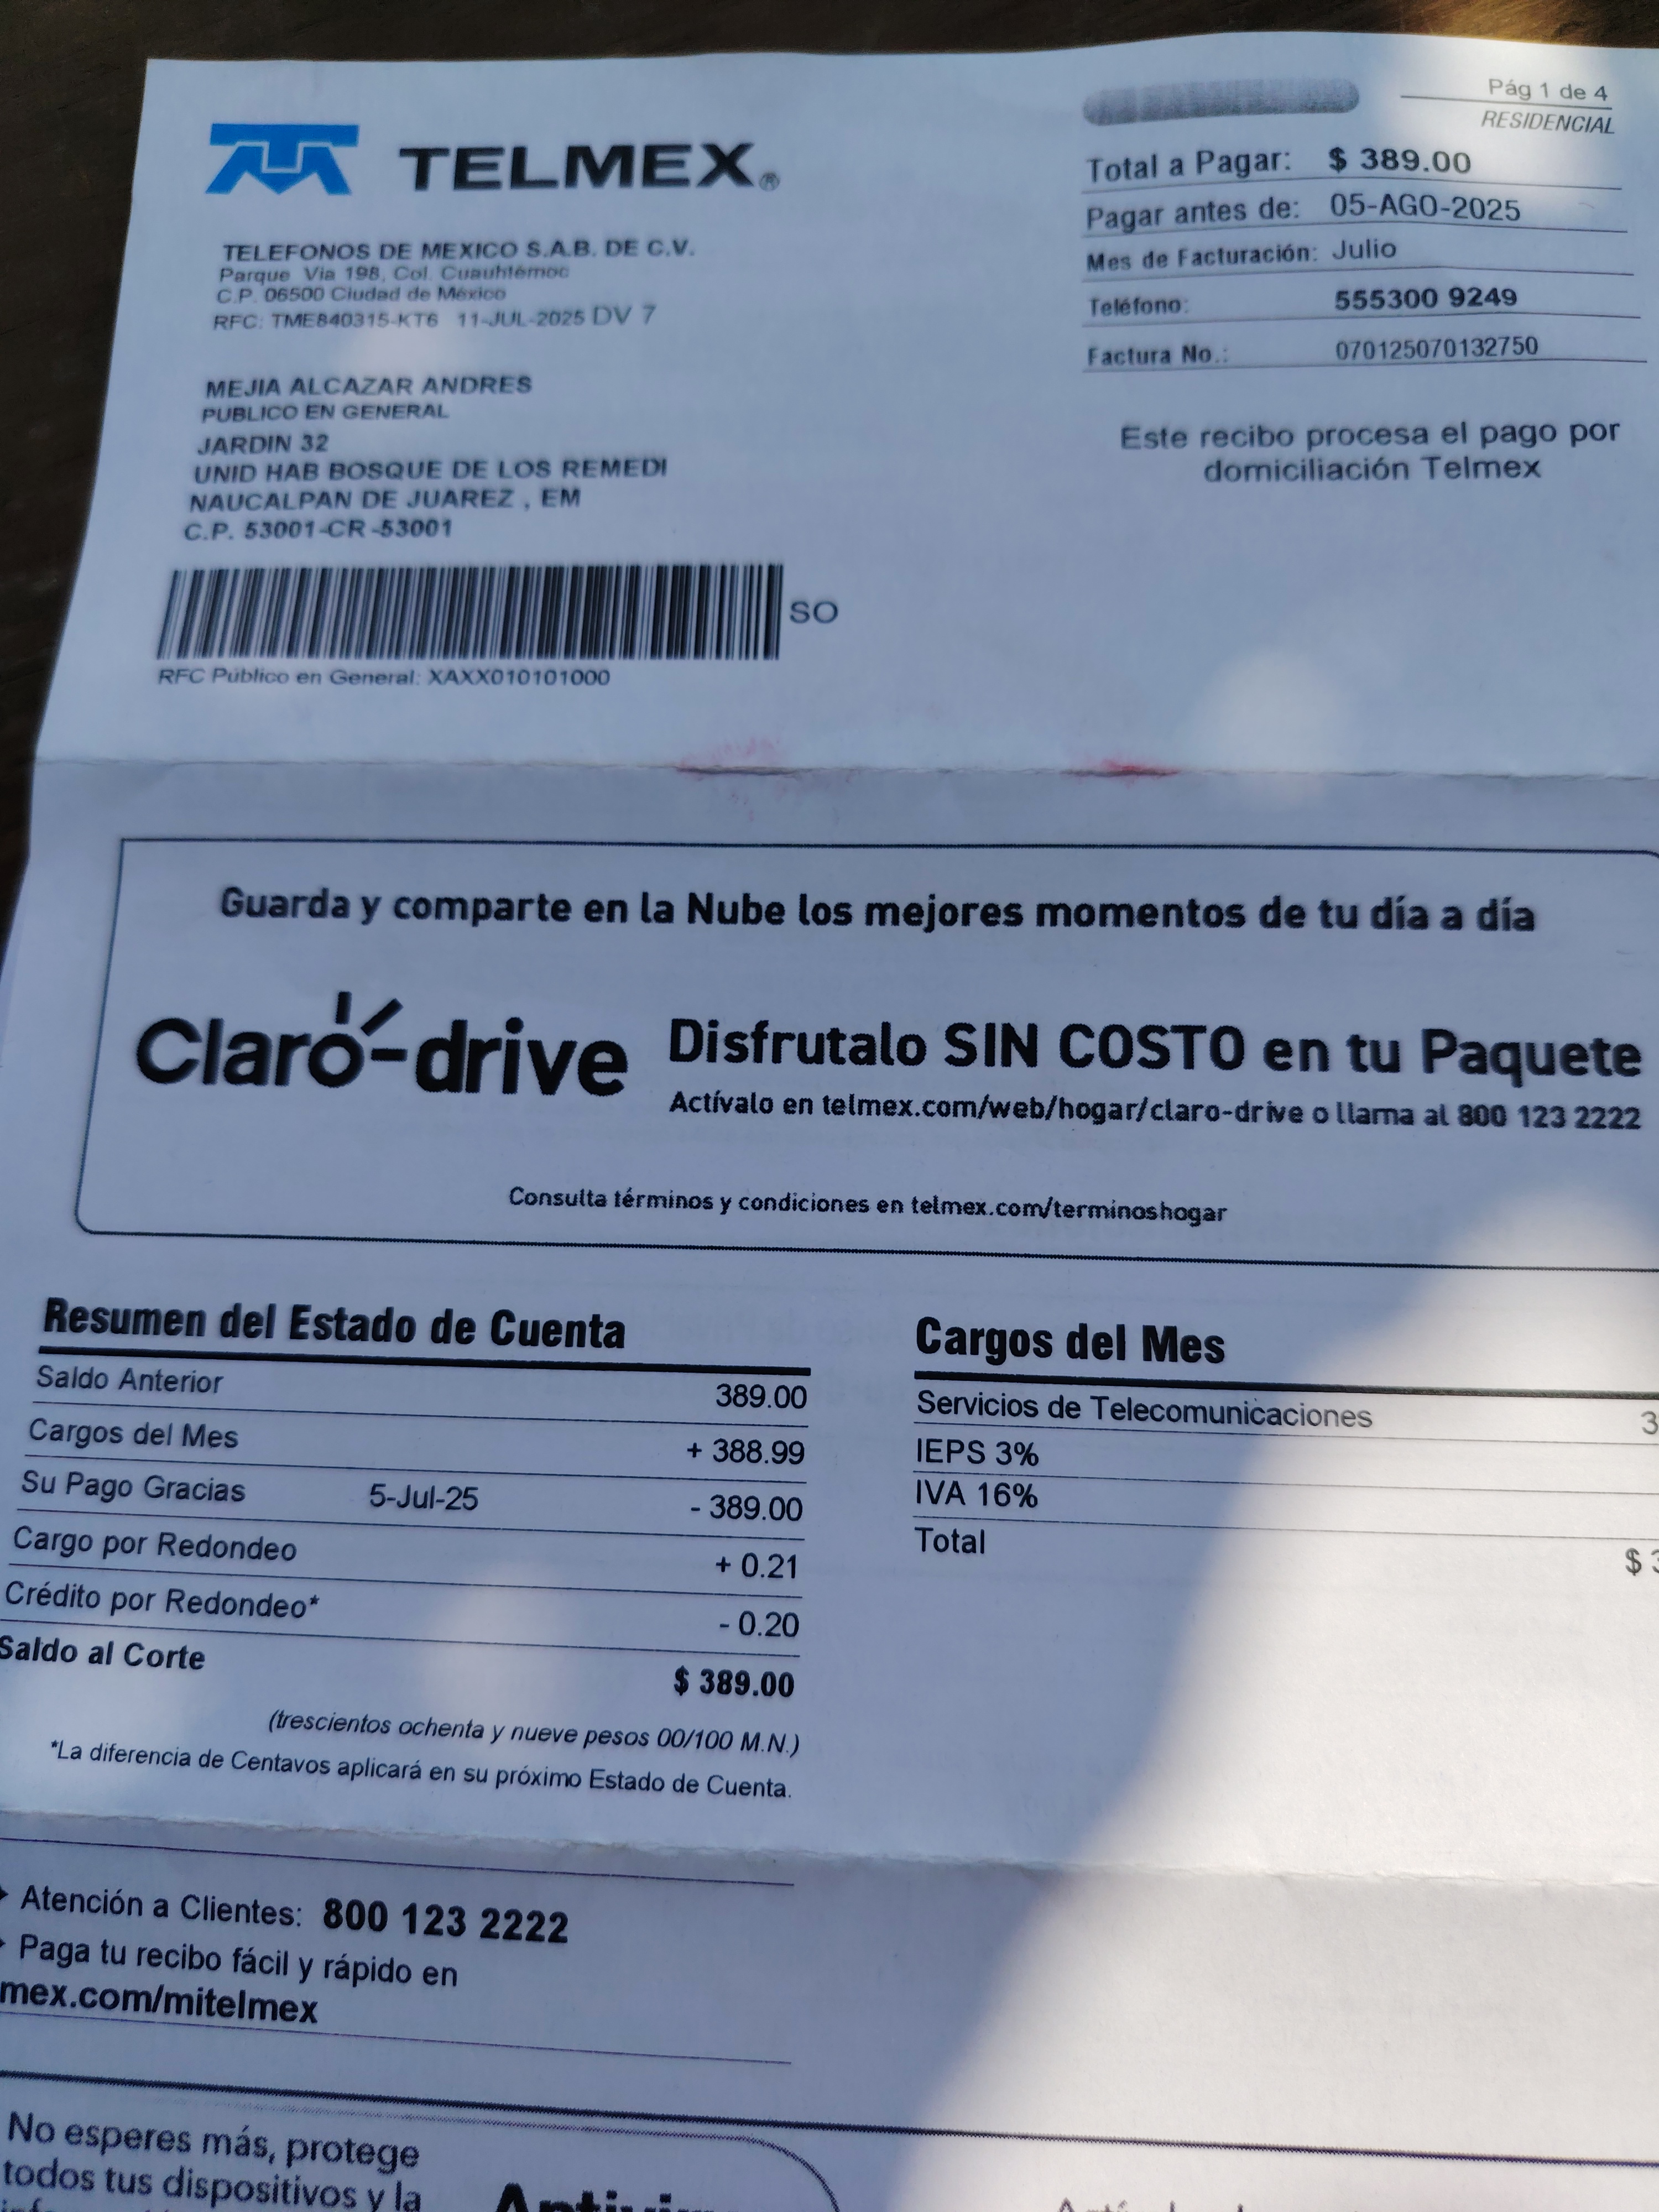 Pág 1 de 4
RESIDENCIAL
TELMEX®
TELEFONOS DE MEXICO S.A.B. DE C.V.
Parque Via 198, Col. Cuauhtémoc
C.P. 06500 Ciudad de México
RFC: TME840315-KT6 11-JUL-2025 DV 7
Total a Pagar: $ 389.00
Pagar antes de: 05-AGO-2025
Mes de Facturación: Julio
Teléfono: 555300 9249
Factura No.: 070125070132750
MEJIA ALCAZAR ANDRES
PUBLICO EN GENERAL
JARDIN 32
UNID HAB BOSQUE DE LOS REMEDI
NAUCALPAN DE JUAREZ , EM
C.P. 53001-CR -53001
Este recibo procesa el pago por
domiciliación Telmex
SO
RFC Público en General: XAXX010101000
Guarda y comparte en la Nube los mejores momentos de tu día a día
Claro-drive
Disfrutalo SIN COSTO en tu Paquete
Actívalo en telmex.com/web/hogar/claro-drive o llama al 800 123 2222
Consulta términos y condiciones en telmex.com/terminoshogar
Resumen del Estado de Cuenta
Saldo Anterior 389.00
Cargos del Mes + 388.99
Su Pago Gracias 5-Jul-25 - 389.00
Cargo por Redondeo + 0.21
Crédito por Redondeo* - 0.20
Saldo al Corte $ 389.00
(trescientos ochenta y nueve pesos 00/100 M.N.)
*La diferencia de Centavos aplicará en su próximo Estado de Cuenta.
Cargos del Mes
Servicios de Telecomunicaciones 3
IEPS 3%
IVA 16%
Total $ 3
Atención a Clientes: 800 123 2222
Paga tu recibo fácil y rápido en
mex.com/mitelmex
No esperes más, protege
todos tus dispositivos y la